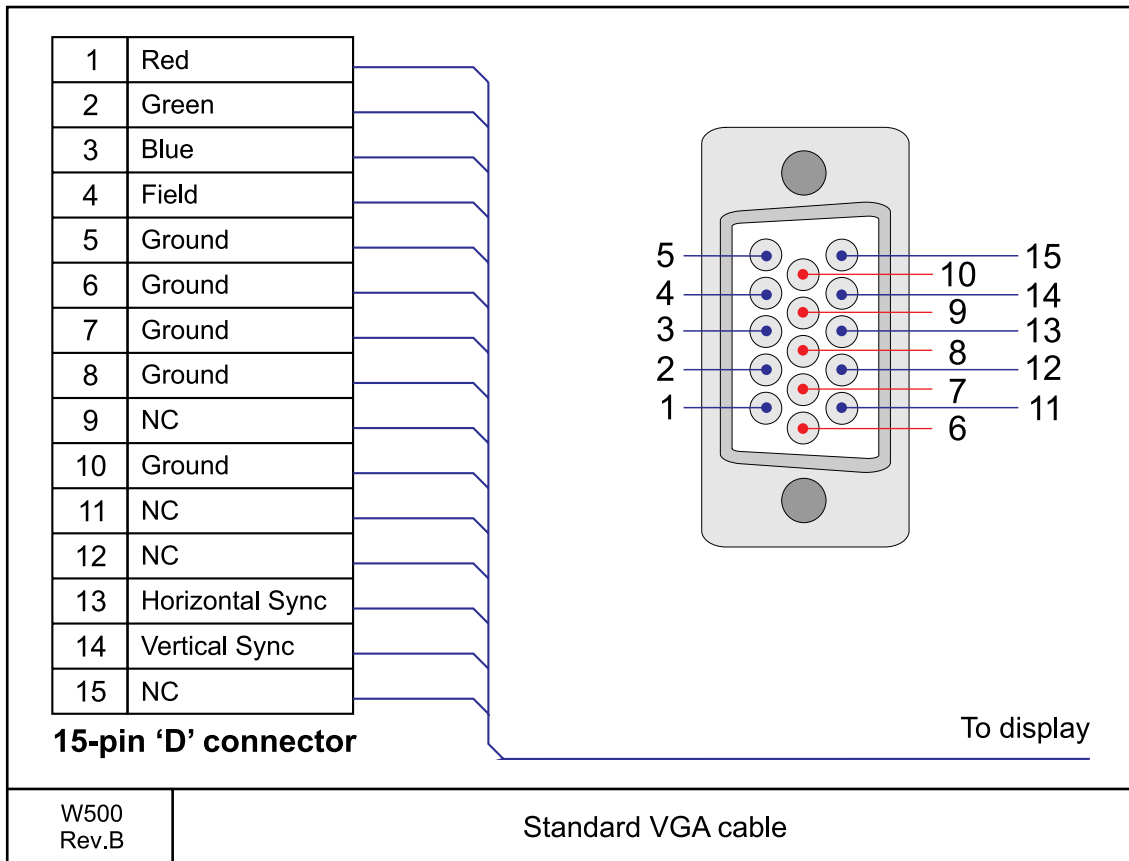 1 Red
2 Green
3 Blue
4 Field
5 Ground
6 Ground
7 Ground
8 Ground
9 NC
10 Ground
11 NC
12 NC
13 Horizontal Sync
14 Vertical Sync
15 NC
15-pin ‘D’ connector
5 15
10
4 14
9
3 13
8
2 12
7
1 11
6
To display
W500
Rev.B
Standard VGA cable